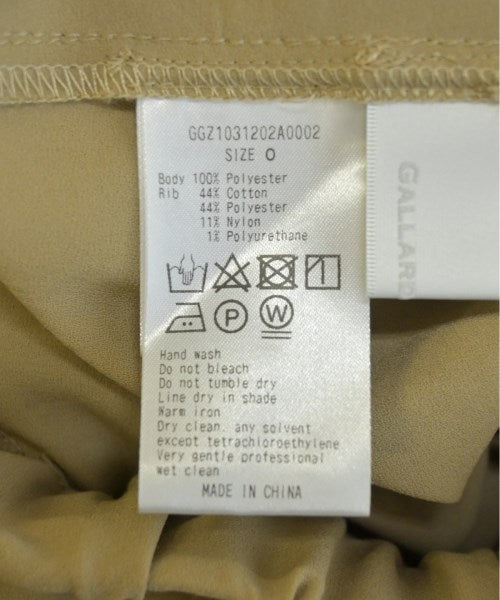 GGZ1031202A0002
SIZE O
Body 100% Polyester
Rib 44% Cotton
44% Polyester
11% Nylon
1% Polyurethane
P
W
Hand wash
Do not bleach
Do not tumble dry
Line dry in shade
Warm iron
Dry clean, any solvent
except tetrachloroethylene
Very gentle professional
wet clean
MADE IN CHINA
GALLARD